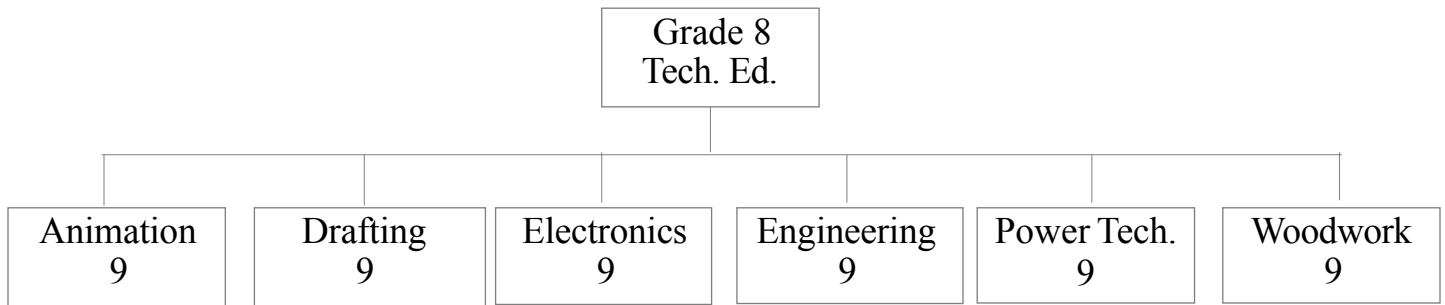 Grade 8
Tech. Ed.
Animation
9
Drafting
9
Electronics
9
Engineering
9
Power Tech.
9
Woodwork
9